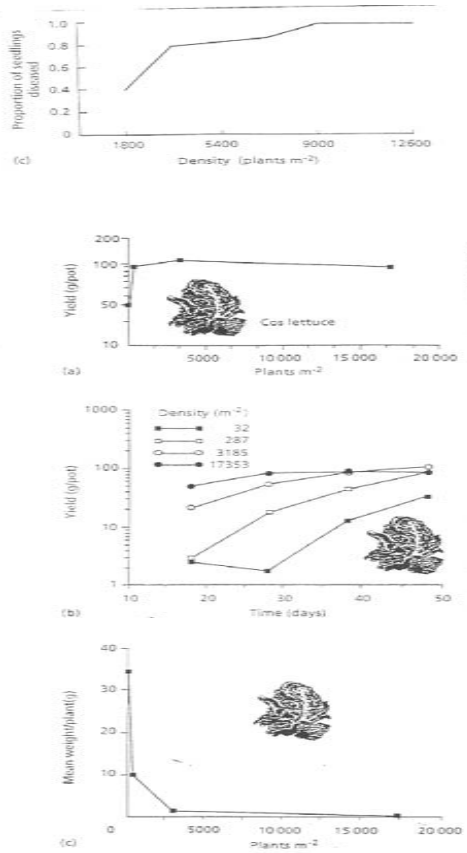 Proportion of seedlings
diseased
1.0
0.8
0.6
0.4
0.2
0
1800
5400
9000
12600
(c)
Density (plants m-2)
Yield (g/pot)
200
100
50
10
Cos lettuce
5000
10 000
15 000
20 000
(a)
Plants m-2
Yield (g/pot)
1000
100
10
1
Density (m-2)
32
287
3185
17353
10
20
30
40
50
(b)
Time (days)
Mean weight/plant(g)
40
30
20
10
0
5000
10 000
15 000
20 000
(c)
Plants m-2